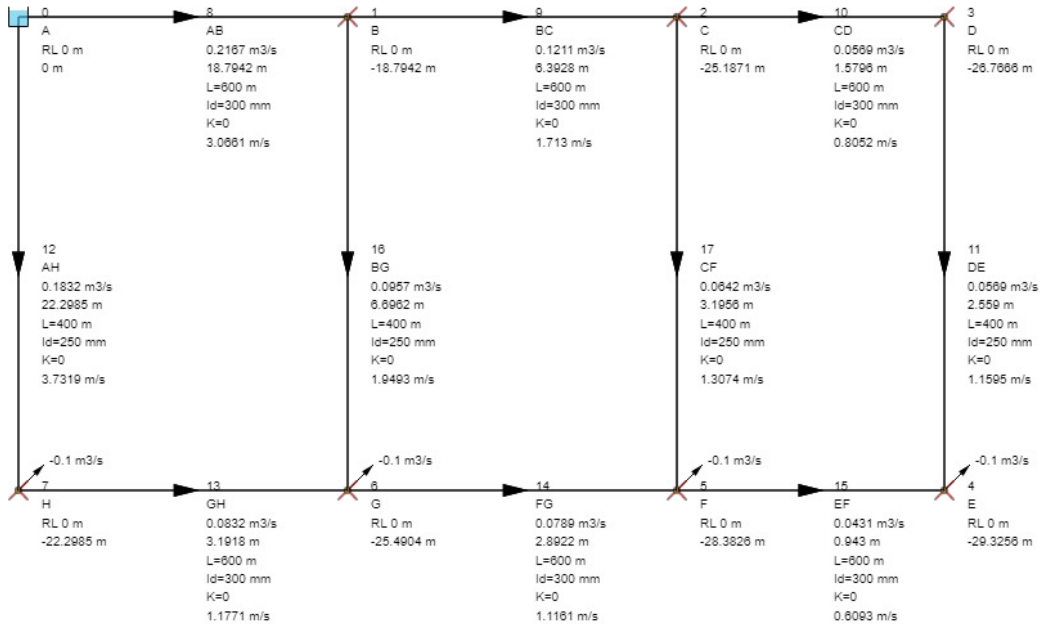 0
A
RL 0 m
0 m
8
AB
0.2167 m3/s
18.7942 m
L=600 m
Id=300 mm
K=0
3.0661 m/s
1
B
RL 0 m
-18.7942 m
9
BC
0.1211 m3/s
6.3928 m
L=600 m
Id=300 mm
K=0
1.713 m/s
2
C
RL 0 m
-25.1871 m
10
CD
0.0569 m3/s
1.5796 m
L=600 m
Id=300 mm
K=0
0.8052 m/s
3
D
RL 0 m
-26.7666 m
12
AH
0.1832 m3/s
22.2985 m
L=400 m
Id=250 mm
K=0
3.7319 m/s
16
BG
0.0957 m3/s
6.6962 m
L=400 m
Id=250 mm
K=0
1.9493 m/s
17
CF
0.0642 m3/s
3.1956 m
L=400 m
Id=250 mm
K=0
1.3074 m/s
11
DE
0.0569 m3/s
2.559 m
L=400 m
Id=250 mm
K=0
1.1595 m/s
-0.1 m3/s
7
H
RL 0 m
-22.2985 m
13
GH
0.0832 m3/s
3.1918 m
L=600 m
Id=300 mm
K=0
1.1771 m/s
-0.1 m3/s
6
G
RL 0 m
-25.4904 m
14
FG
0.0789 m3/s
2.8922 m
L=600 m
Id=300 mm
K=0
1.1161 m/s
-0.1 m3/s
5
F
RL 0 m
-28.3826 m
15
EF
0.0431 m3/s
0.943 m
L=600 m
Id=300 mm
K=0
0.6093 m/s
-0.1 m3/s
4
E
RL 0 m
-29.3256 m